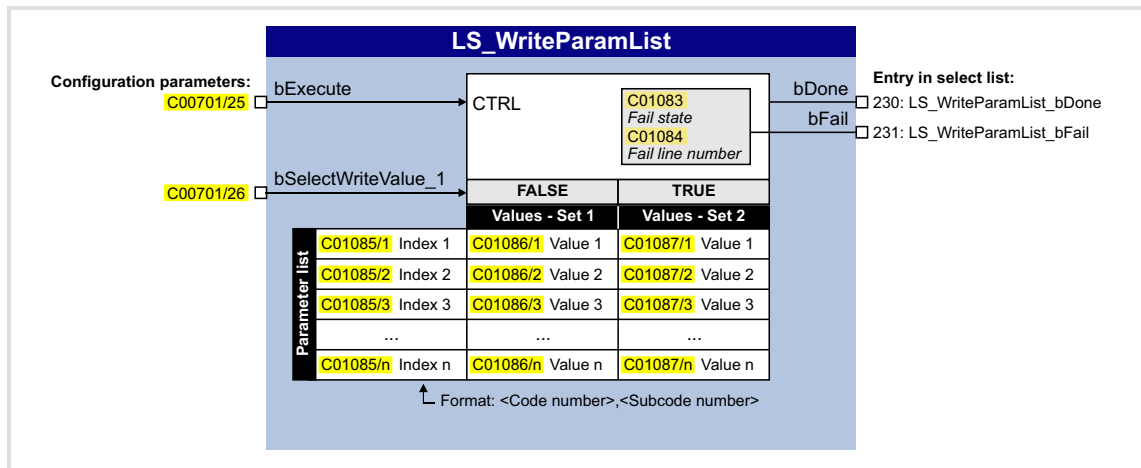 LS_WriteParamList
Configuration parameters:
C00701/25
bExecute
CTRL
C01083
Fail state
C01084
Fail line number
bDone
bFail
Entry in select list:
230: LS_WriteParamList_bDone
231: LS_WriteParamList_bFail
C00701/26
bSelectWriteValue_1
FALSE TRUE
Values - Set 1 Values - Set 2
Parameter list
C01085/1 Index 1 C01086/1 Value 1 C01087/1 Value 1
C01085/2 Index 2 C01086/2 Value 2 C01087/2 Value 2
C01085/3 Index 3 C01086/3 Value 3 C01087/3 Value 3
... ... ...
C01085/n Index n C01086/n Value n C01087/n Value n
Format: <Code number>,<Subcode number>